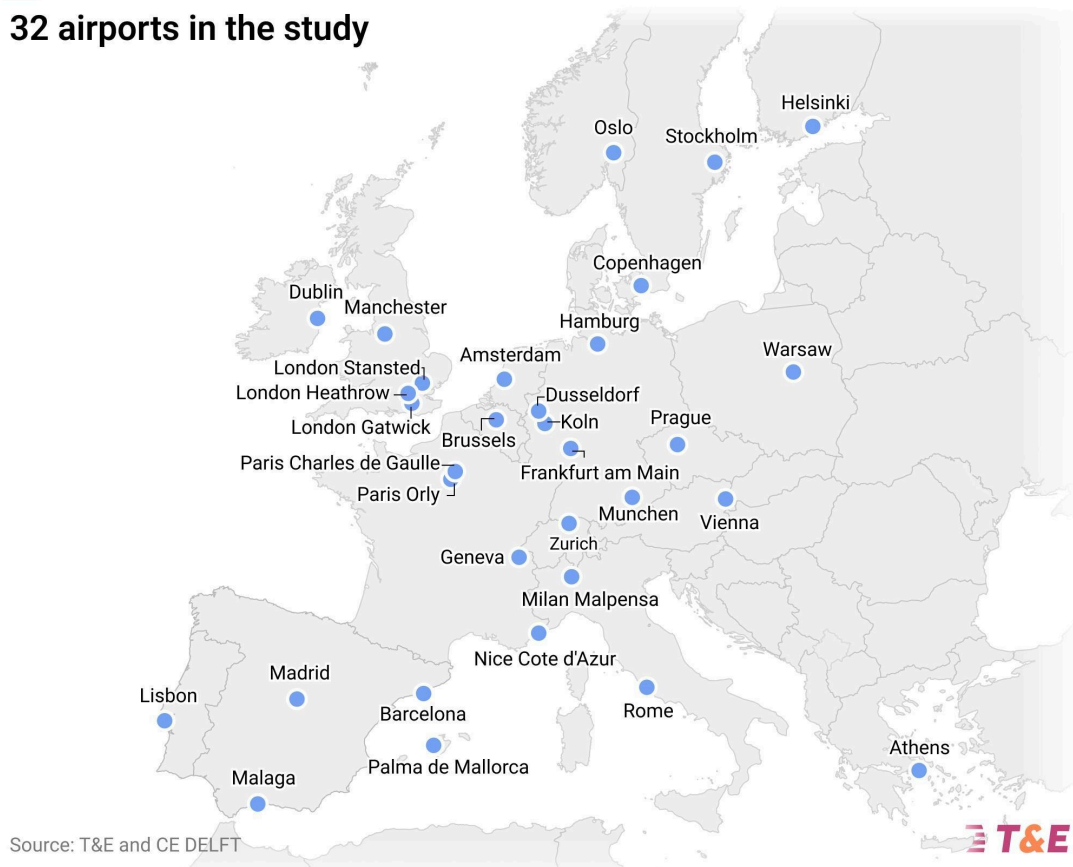 32 airports in the study
Helsinki
Oslo
Stockholm
Copenhagen
Dublin
Manchester
Hamburg
Warsaw
Amsterdam
London Stansted
London Heathrow
Dusseldorf
London Gatwick
Koln
Prague
Brussels
Paris Charles de Gaulle
Frankfurt am Main
Paris Orly
Munchen
Vienna
Zurich
Geneva
Milan Malpensa
Nice Cote d'Azur
Madrid
Lisbon
Barcelona
Rome
Athens
Palma de Mallorca
Malaga
Source: T&E and CE DELFT
T&E